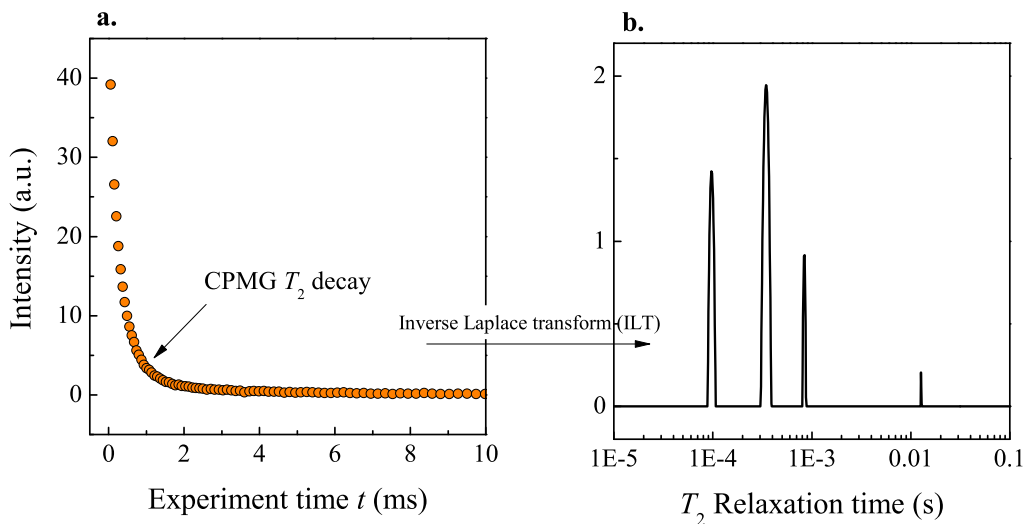 a.
40
30
20
10
0
Intensity (a.u.)
CPMG T2 decay
0 2 4 6 8 10
Experiment time t (ms)
Inverse Laplace transform (ILT)
b.
2
1
0
1E-5 1E-4 1E-3 0.01 0.1
T2 Relaxation time (s)